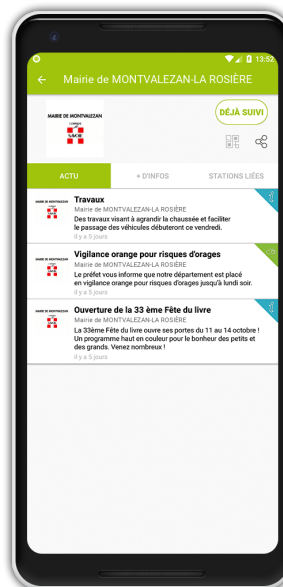 13:52
Mairie de MONTVALEZAN-LA ROSIÈRE
MAIRIE DE MONTVALEZAN
SAVOIE
DÉJÀ SUIVI
ACTU
+ D'INFOS
STATIONS LIÉES
Travaux
Mairie de MONTVALEZAN-LA ROSIÈRE
Des travaux visant à agrandir la chaussée et faciliter
le passage des véhicules débuteront ce vendredi.
il y a 5 jours
Vigilance orange pour risques d'orages
Mairie de MONTVALEZAN-LA ROSIÈRE
Le préfet vous informe que notre département est placé
en vigilance orange pour risques d'orages jusqu'à lundi soir.
il y a 5 jours
Ouverture de la 33 ème Fête du livre
Mairie de MONTVALEZAN-LA ROSIÈRE
La 33ème Fête du livre ouvre ses portes du 11 au 14 octobre !
Un programme haut en couleur pour le bonheur des petits et
des grands. Venez nombreux !
il y a 5 jours